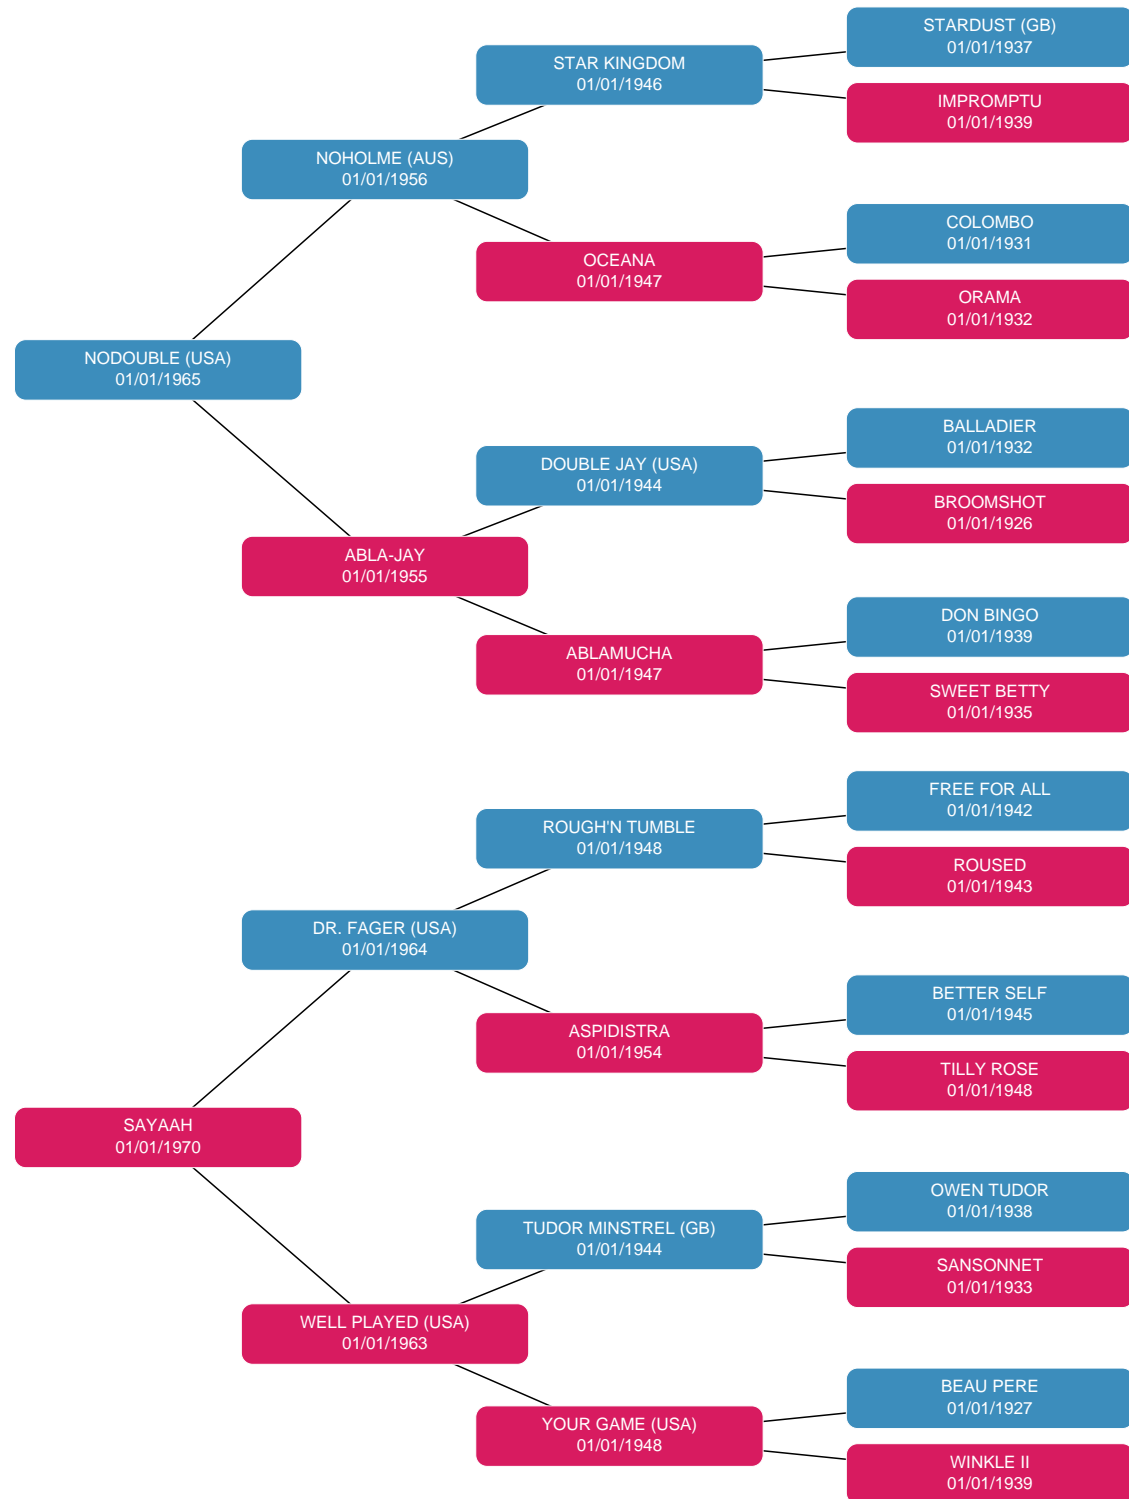 STARDUST (GB)
01/01/1937
STAR KINGDOM
01/01/1946
IMPROMPTU
01/01/1939
NOHOLME (AUS)
01/01/1956
COLOMBO
01/01/1931
OCEANA
01/01/1947
ORAMA
01/01/1932
NODOUBLE (USA)
01/01/1965
BALLADIER
01/01/1932
DOUBLE JAY (USA)
01/01/1944
BROOMSHOT
01/01/1926
ABLA-JAY
01/01/1955
DON BINGO
01/01/1939
ABLAMUCHA
01/01/1947
SWEET BETTY
01/01/1935
FREE FOR ALL
01/01/1942
ROUGH'N TUMBLE
01/01/1948
ROUSED
01/01/1943
DR. FAGER (USA)
01/01/1964
BETTER SELF
01/01/1945
ASPIDISTRA
01/01/1954
TILLY ROSE
01/01/1948
SAYAAH
01/01/1970
OWEN TUDOR
01/01/1938
TUDOR MINSTREL (GB)
01/01/1944
SANSONNET
01/01/1933
WELL PLAYED (USA)
01/01/1963
BEAU PERE
01/01/1927
YOUR GAME (USA)
01/01/1948
WINKLE II
01/01/1939